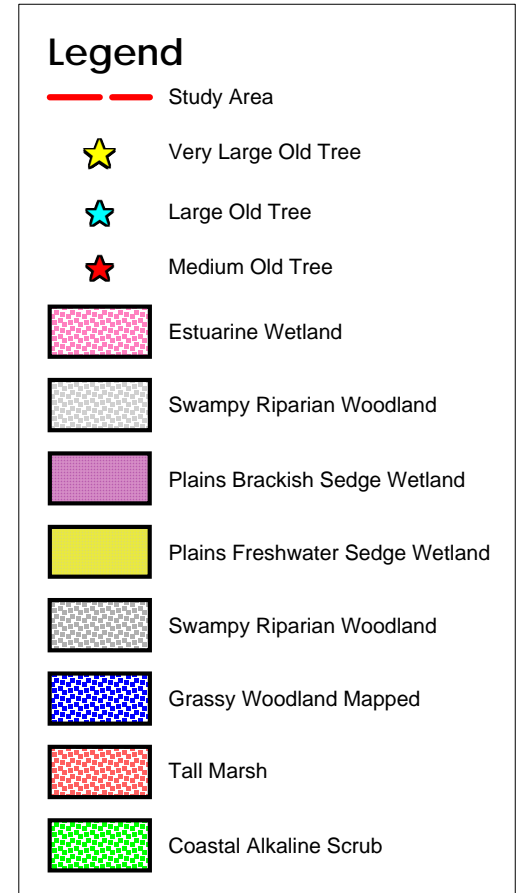 Legend
Study Area
Very Large Old Tree
Large Old Tree
Medium Old Tree
Estuarine Wetland
Swampy Riparian Woodland
Plains Brackish Sedge Wetland
Plains Freshwater Sedge Wetland
Swampy Riparian Woodland
Grassy Woodland Mapped
Tall Marsh
Coastal Alkaline Scrub